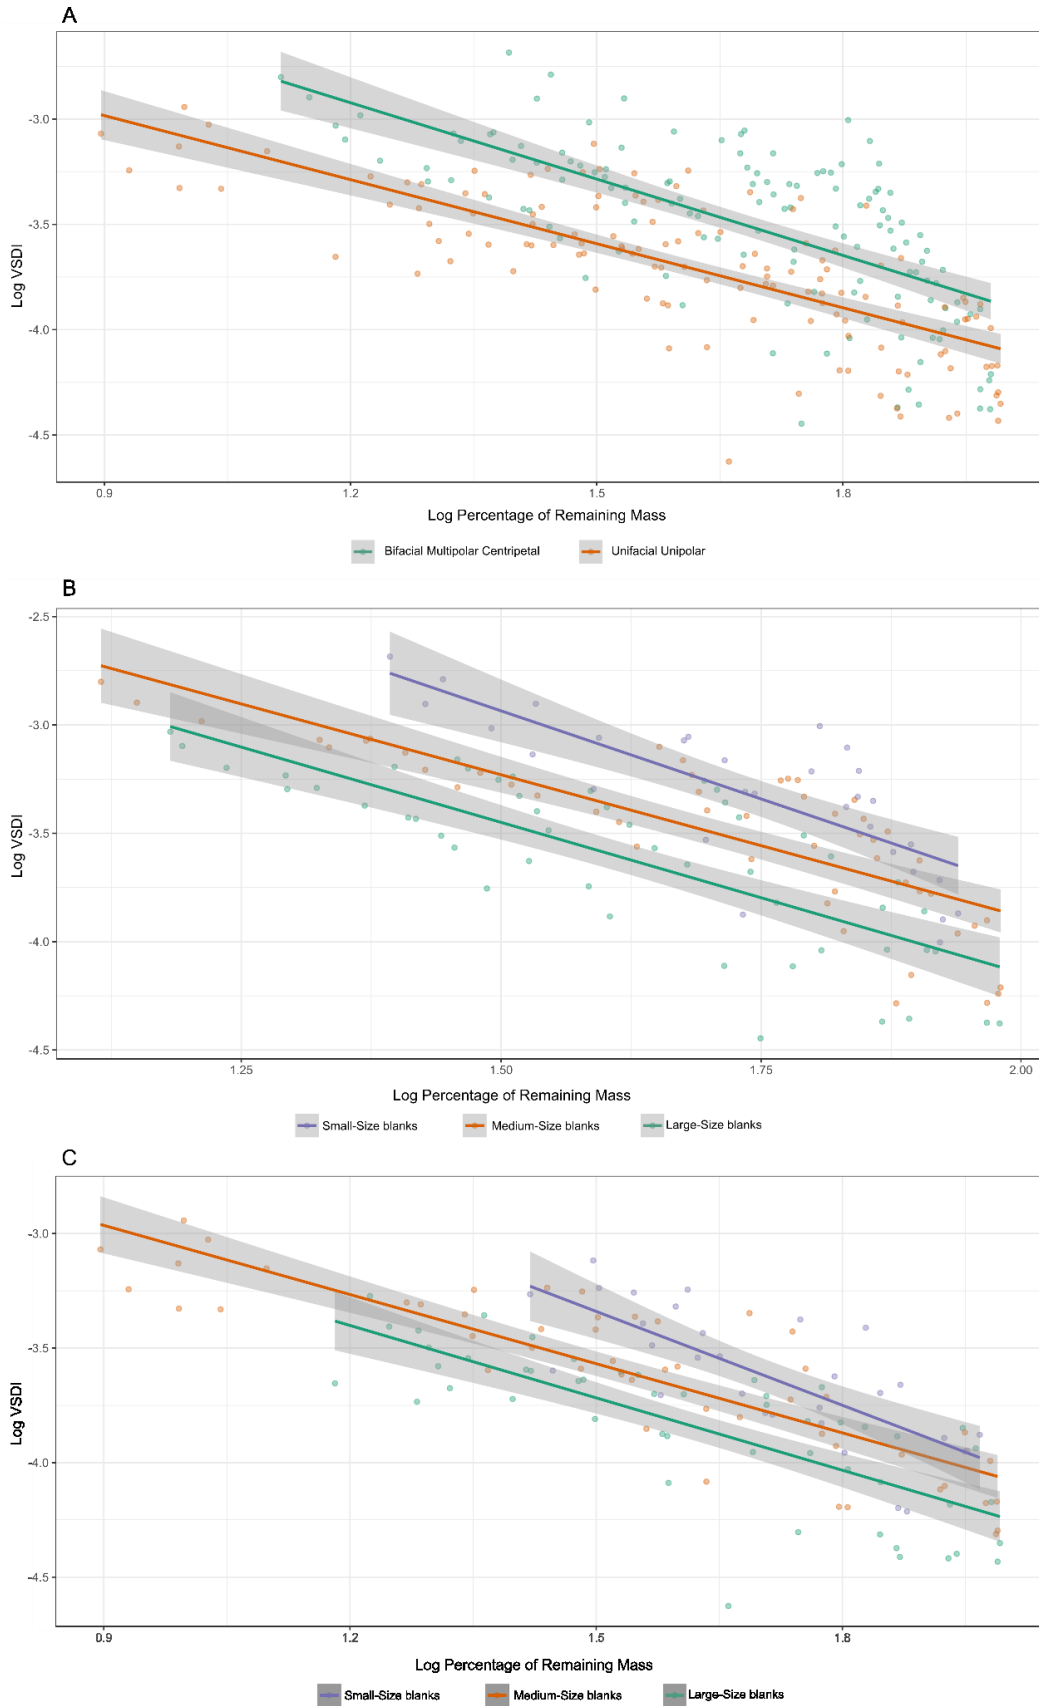 A
-3.0
-3.5
-4.0
-4.5
Log VSDI
0.9 1.2 1.5 1.8
Log Percentage of Remaining Mass
Bifacial Multipolar Centripetal Unifacial Unipolar
B
-2.5
-3.0
-3.5
-4.0
-4.5
Log VSDI
1.25 1.50 1.75 2.00
Log Percentage of Remaining Mass
Small-Size blanks Medium-Size blanks Large-Size blanks
C
-3.0
-3.5
-4.0
-4.5
Log VSDI
0.9 1.2 1.5 1.8
Log Percentage of Remaining Mass
Small-Size blanks Medium-Size blanks Large-Size blanks